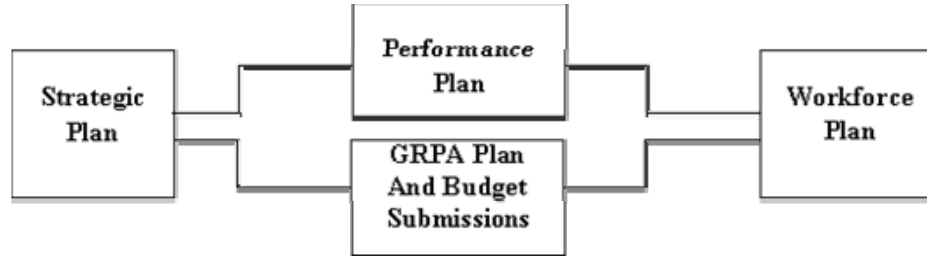 Strategic
Plan
Performance
Plan
GRPA Plan
And Budget
Submissions
Workforce
Plan